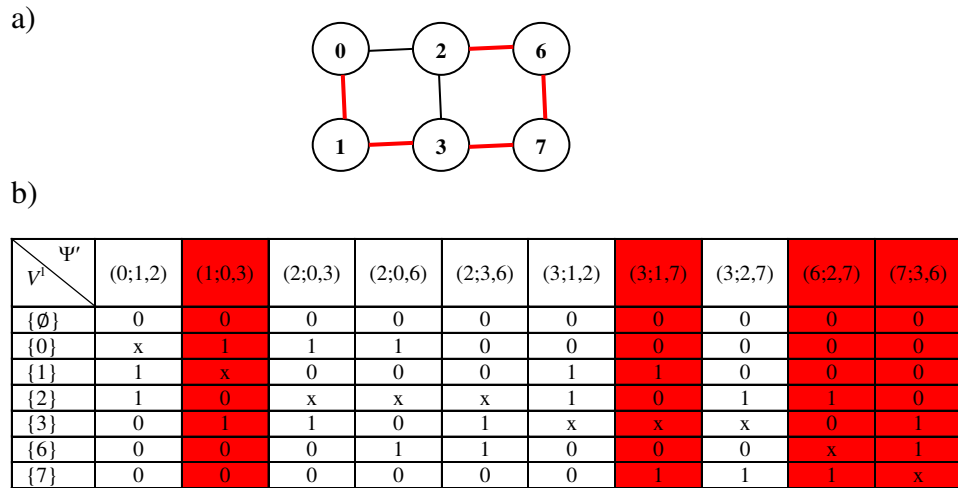 a)
0 2 6
1 3 7
b)
Ψ′ V¹ (0;1,2) (1;0,3) (2;0,3) (2;0,6) (2;3,6) (3;1,2) (3;1,7) (3;2,7) (6;2,7) (7;3,6)
{∅} 0 0 0 0 0 0 0 0 0 0
{0} x 1 1 1 0 0 0 0 0 0
{1} 1 x 0 0 0 1 1 0 0 0
{2} 1 0 x x x 1 0 1 1 0
{3} 0 1 1 0 1 x x x 0 1
{6} 0 0 0 1 1 0 0 0 x 1
{7} 0 0 0 0 0 0 1 1 1 x